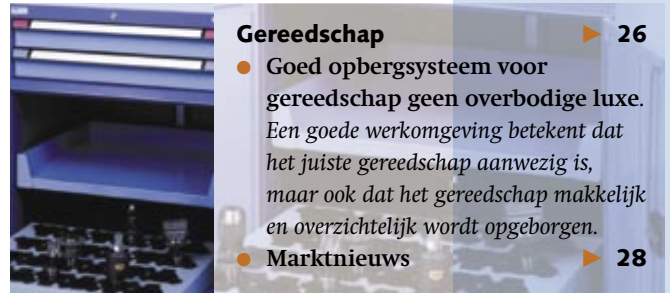 Gereedschap ▶ 26
● Goed opbergsysteem voor
gereedschap geen overbodige luxe.
Een goede werkomgeving betekent dat
het juiste gereedschap aanwezig is,
maar ook dat het gereedschap makkelijk
en overzichtelijk wordt opgeborgen.
● Marktnieuws ▶ 28